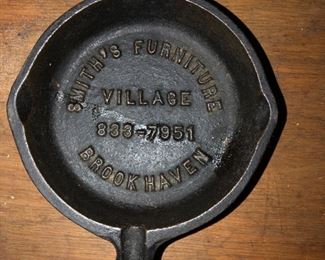 SMITH'S FURNITURE
VILLAGE
833-7951
BROOKHAVEN